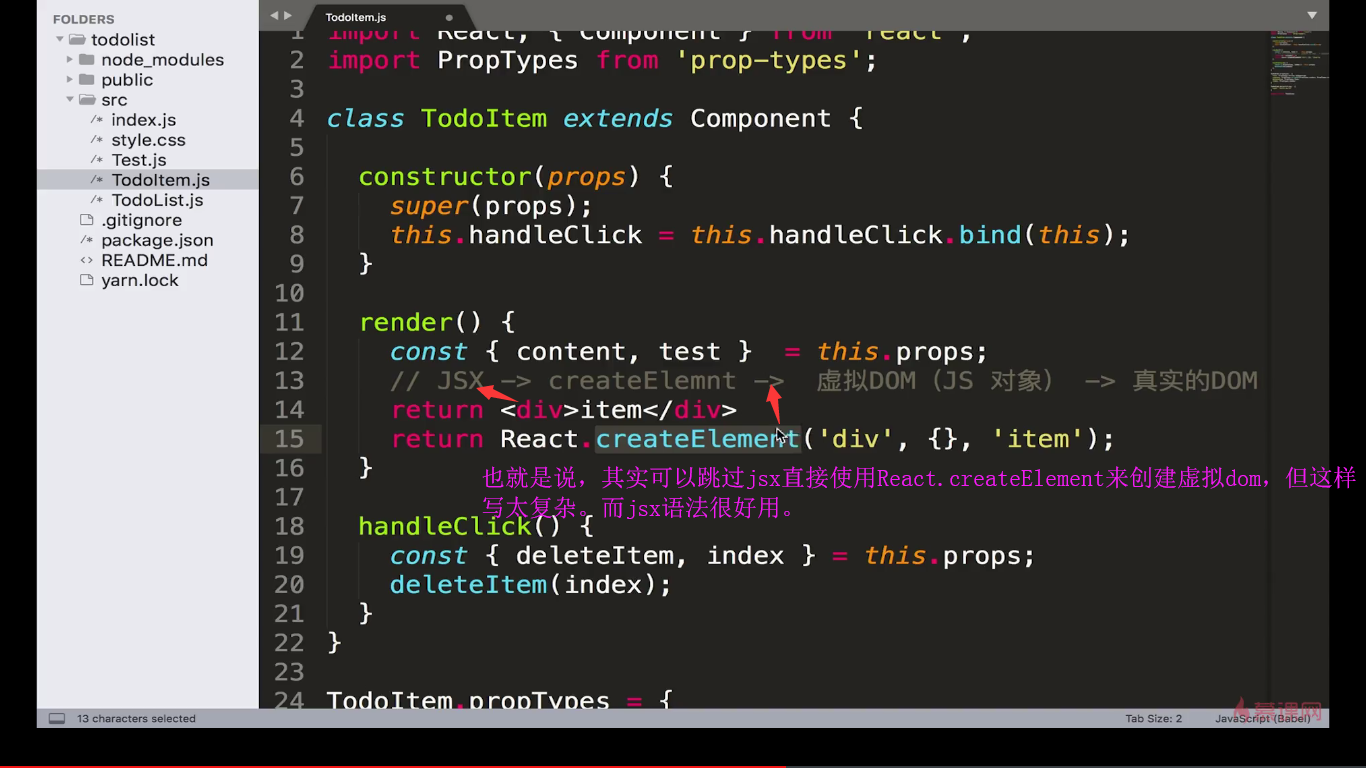 FOLDERS
todolist
node_modules
public
src
index.js
style.css
Test.js
TodoItem.js
TodoList.js
.gitignore
package.json
README.md
yarn.lock
TodoItem.js
1 import React, { Component } from 'react';
2 import PropTypes from 'prop-types';
3
4 class TodoItem extends Component {
5
6 constructor(props) {
7 super(props);
8 this.handleClick = this.handleClick.bind(this);
9 }
10
11 render() {
12 const { content, test }  = this.props;
13 // JSX -> createElemnt ->  虚拟DOM（JS 对象） -> 真实的DOM
14 return <div>item</div>
15 return React.createElement('div', {}, 'item');
16 }
也就是说，其实可以跳过jsx直接使用React.createElement来创建虚拟dom，但这样
写太复杂。而jsx语法很好用。
17
18 handleClick() {
19 const { deleteItem, index } = this.props;
20 deleteItem(index);
21 }
22 }
23
24 TodoItem.propTypes = {
13 characters selected
Tab Size: 2
JavaScript (Babel)
慕课网